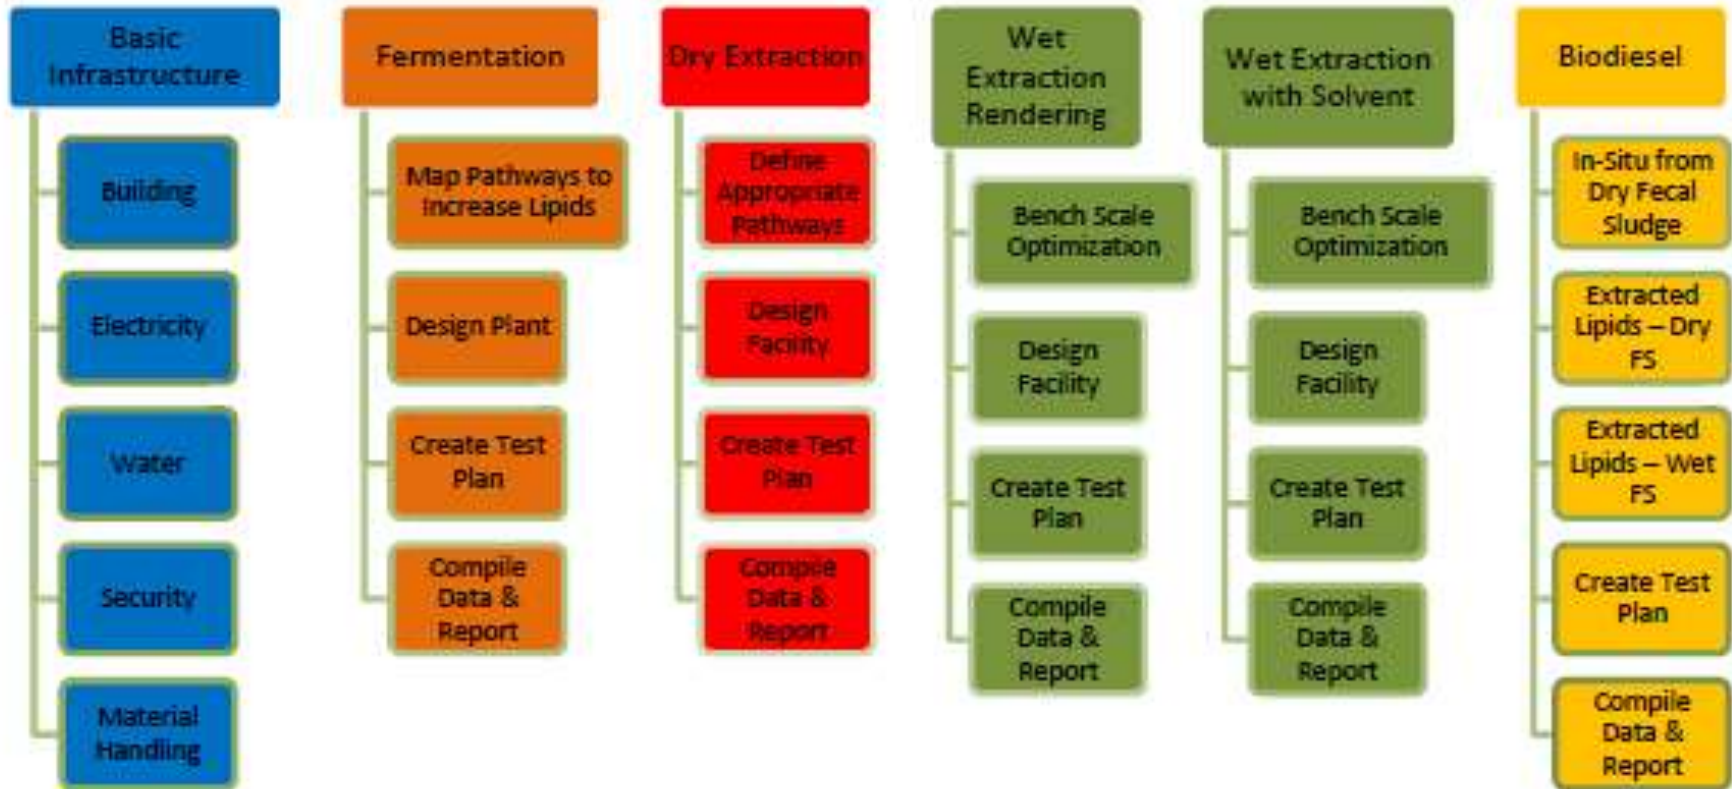 Basic
Infrastructure
Building
Electricity
Water
Security
Material
Handling
Fermentation
Map Pathways to
Increase Lipids
Design Plant
Create Test
Plan
Compile
Data &
Report
Dry Extraction
Define
Appropriate
Pathways
Design
Facility
Create Test
Plan
Compile
Data &
Report
Wet
Extraction
Rendering
Bench Scale
Optimization
Design
Facility
Create Test
Plan
Compile
Data &
Report
Wet Extraction
with Solvent
Bench Scale
Optimization
Design
Facility
Create Test
Plan
Compile
Data &
Report
Biodiesel
In-Situ from
Dry Fecal
Sludge
Extracted
Lipids – Dry
FS
Extracted
Lipids – Wet
FS
Create Test
Plan
Compile
Data &
Report